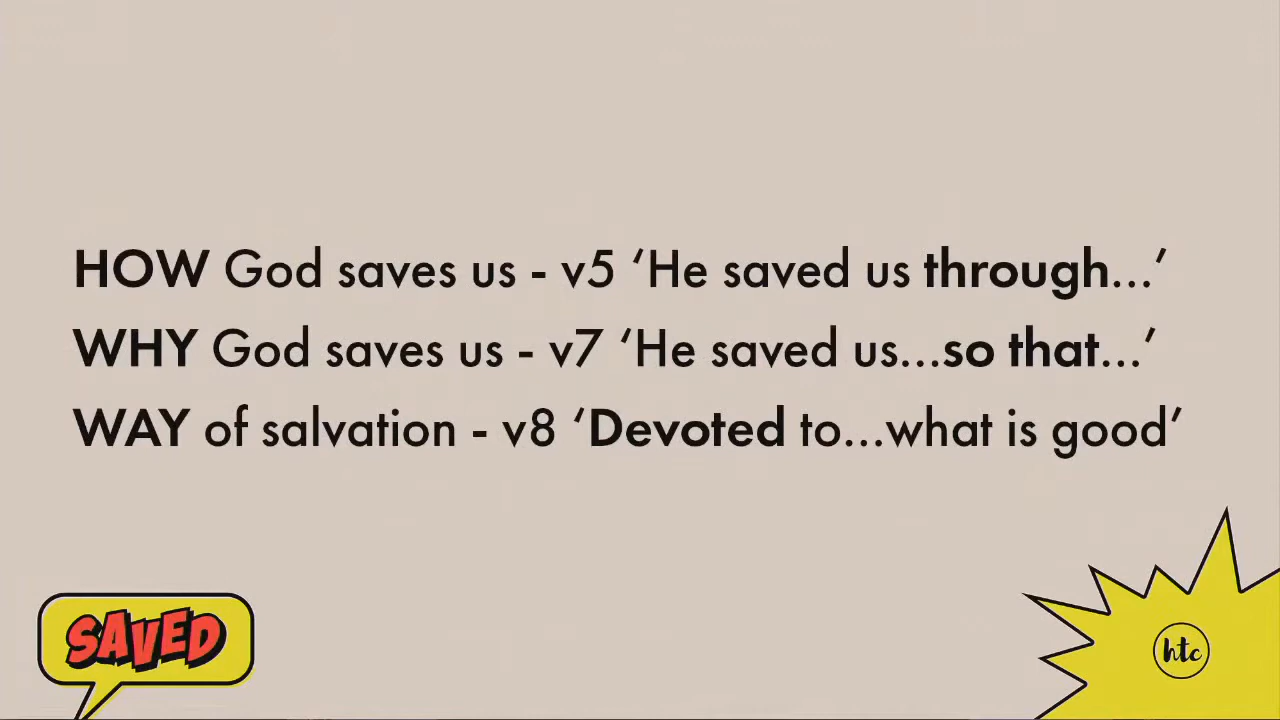 HOW God saves us - v5 ‘He saved us through...’
WHY God saves us - v7 ‘He saved us...so that...’
WAY of salvation - v8 ‘Devoted to...what is good’
SAVED
htc